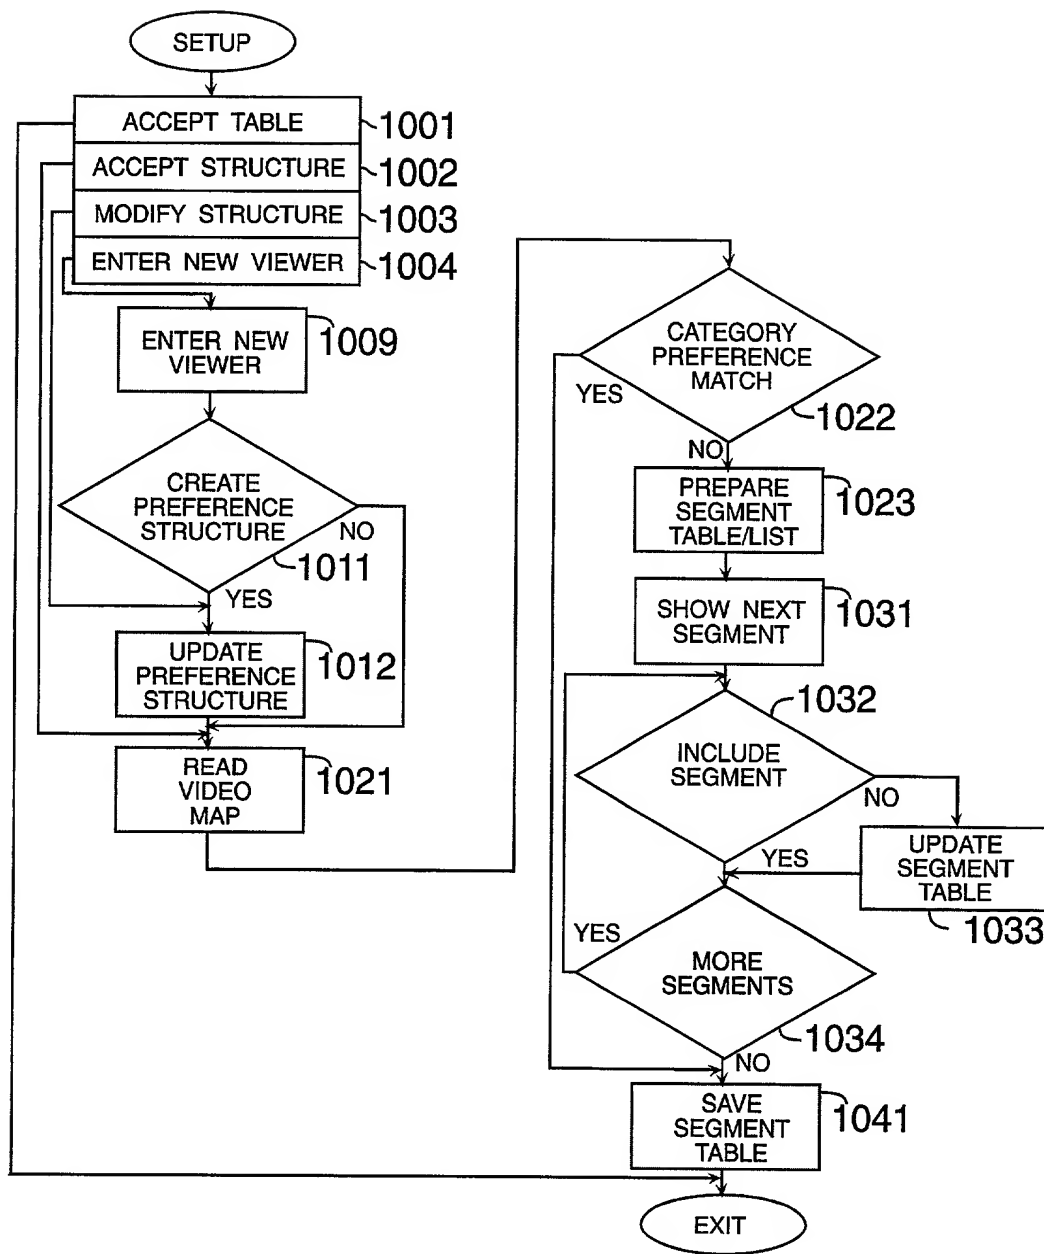 SETUP
ACCEPT TABLE
1001
ACCEPT STRUCTURE
1002
MODIFY STRUCTURE
1003
ENTER NEW VIEWER
1004
ENTER NEW
VIEWER
1009
CREATE
PREFERENCE
STRUCTURE
NO
1011
YES
UPDATE
PREFERENCE
STRUCTURE
1012
READ
VIDEO
MAP
1021
CATEGORY
PREFERENCE
MATCH
YES
1022
NO
PREPARE
SEGMENT
TABLE/LIST
1023
SHOW NEXT
SEGMENT
1031
1032
INCLUDE
SEGMENT
NO
YES
UPDATE
SEGMENT
TABLE
1033
YES
MORE
SEGMENTS
1034
NO
SAVE
SEGMENT
TABLE
1041
EXIT